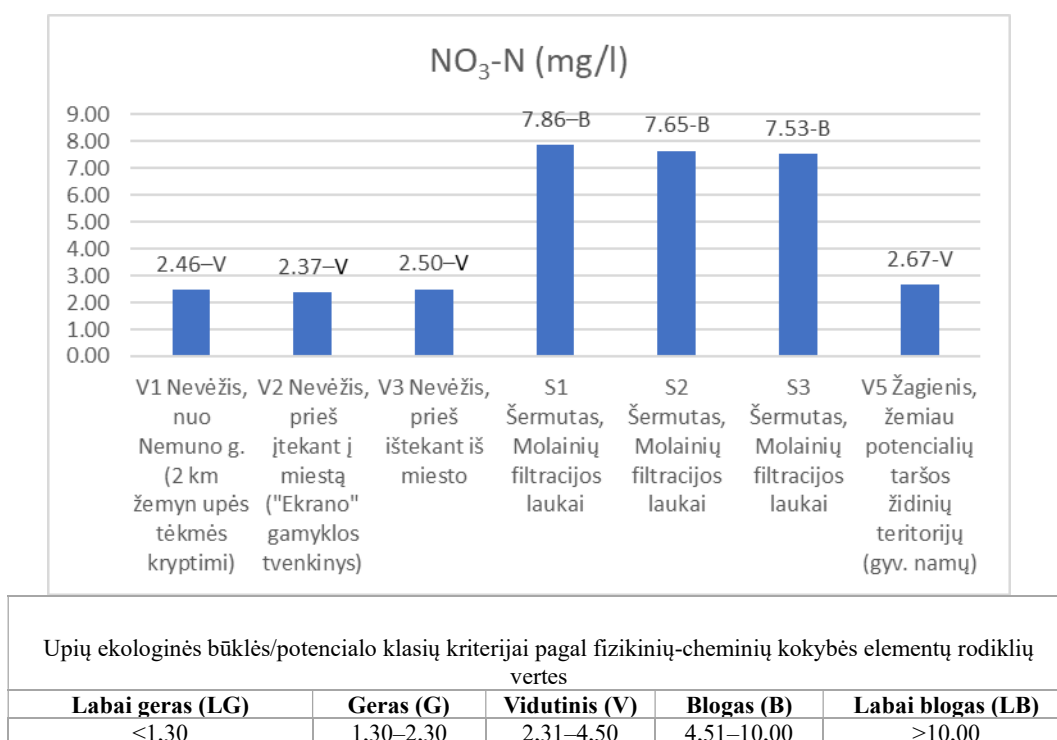 NO₃-N (mg/l)
9.00
8.00
7.00
6.00
5.00
4.00
3.00
2.00
1.00
0.00
2.46–V
2.37–V
2.50–V
7.86–B
7.65-B
7.53-B
2.67-V
V1 Nevėžis,
nuo
Nemuno g.
(2 km
žemyn upės
tėkmės
kryptimi)
V2 Nevėžis,
prieš
įtekant į
miestą
("Ekrano"
gamyklos
tvenkinys)
V3 Nevėžis,
prieš
ištekant iš
miesto
S1
Šermutas,
Molainių
filtracijos
laukai
S2
Šermutas,
Molainių
filtracijos
laukai
S3
Šermutas,
Molainių
filtracijos
laukai
V5 Žagienis,
žemiau
potencialių
taršos
židinių
teritorijų
(gyv. namų)
Upių ekologinės būklės/potencialo klasių kriterijai pagal fizikinių-cheminių kokybės elementų rodiklių
vertes
Labai geras (LG) Geras (G) Vidutinis (V) Blogas (B) Labai blogas (LB)
<1,30 1,30–2,30 2,31–4,50 4,51–10,00 >10,00